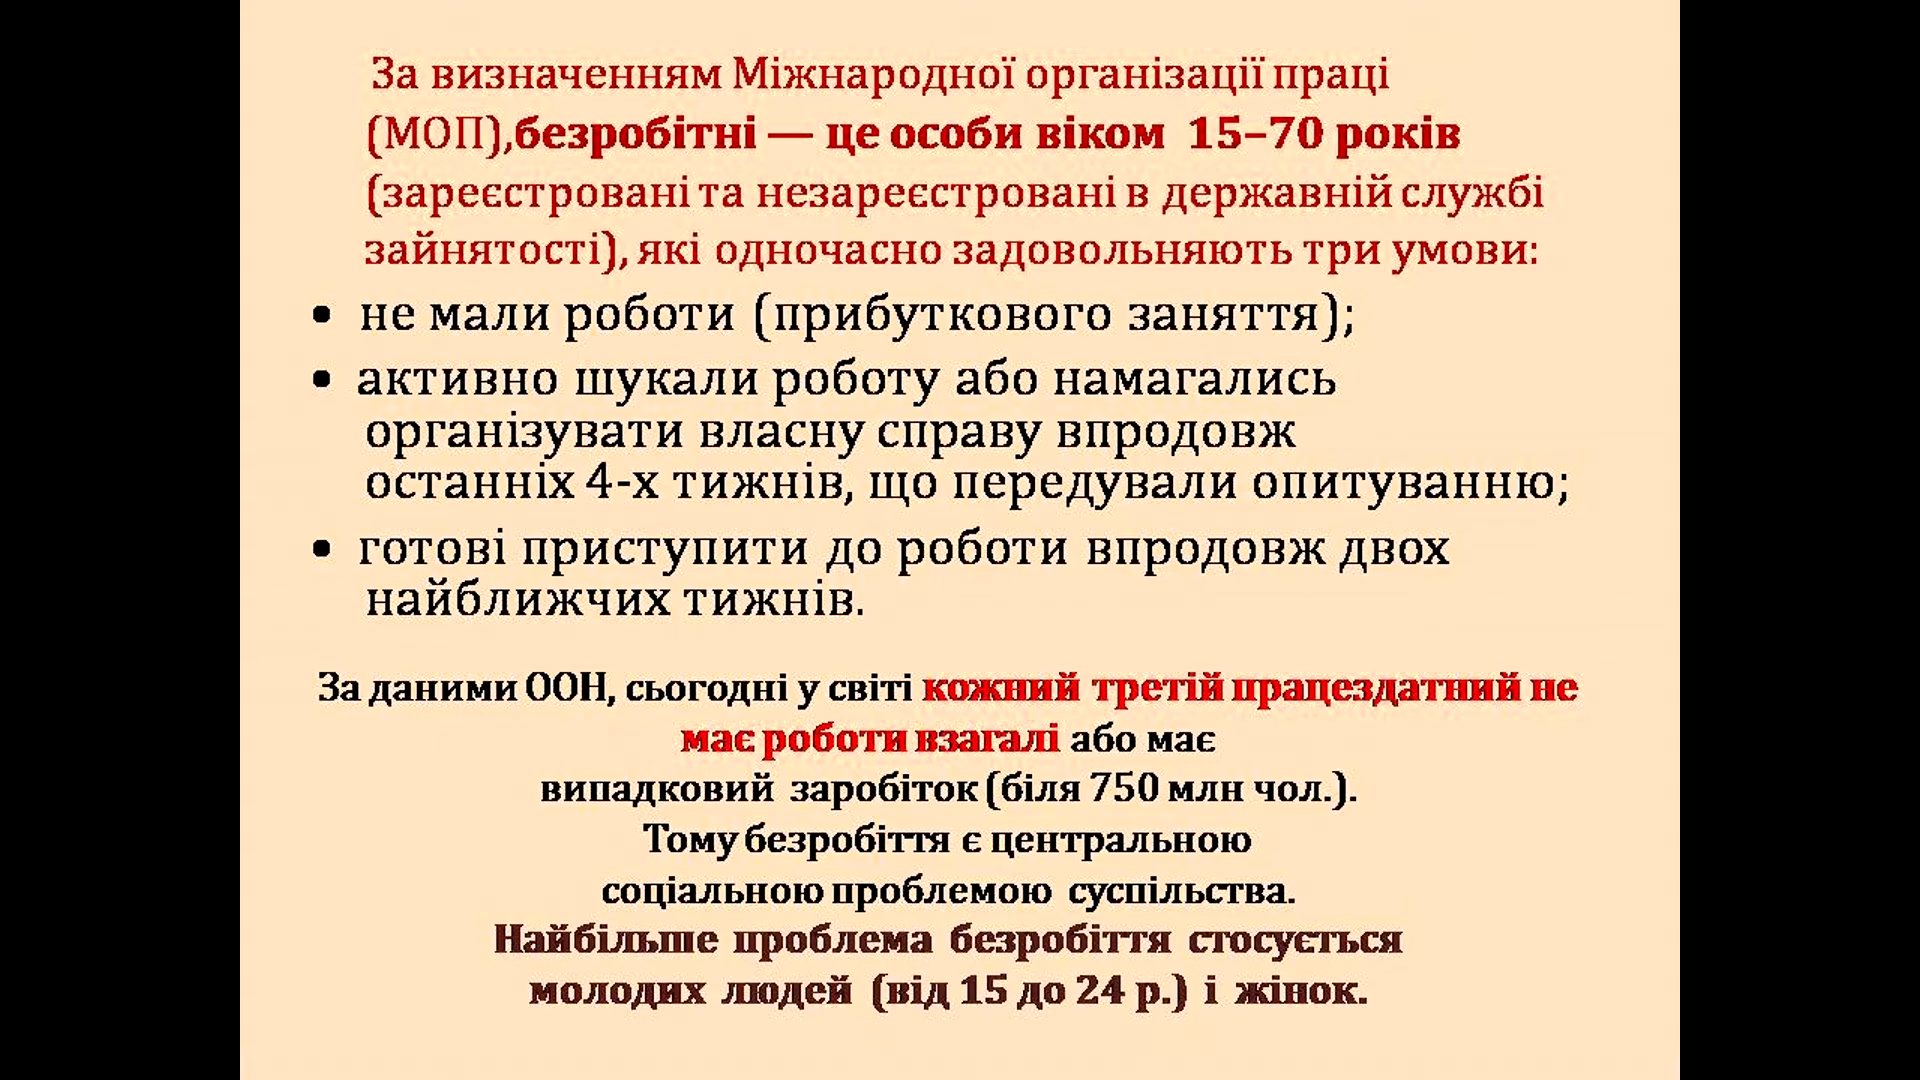 За визначенням Міжнародної організації праці
(МОП),безробітні — це особи віком 15–70 років
(зареєстровані та незареєстровані в державній службі
зайнятості), які одночасно задовольняють три умови:
• не мали роботи (прибуткового заняття);
• активно шукали роботу або намагались
організувати власну справу впродовж
останніх 4-х тижнів, що передували опитуванню;
• готові приступити до роботи впродовж двох
найближчих тижнів.
За даними ООН, сьогодні у світі кожний третій працездатний не
має роботи взагалі або має
випадковий заробіток (біля 750 млн чол.).
Тому безробіття є центральною
соціальною проблемою суспільства.
Найбільше проблема безробіття стосується
молодих людей (від 15 до 24 р.) і жінок.